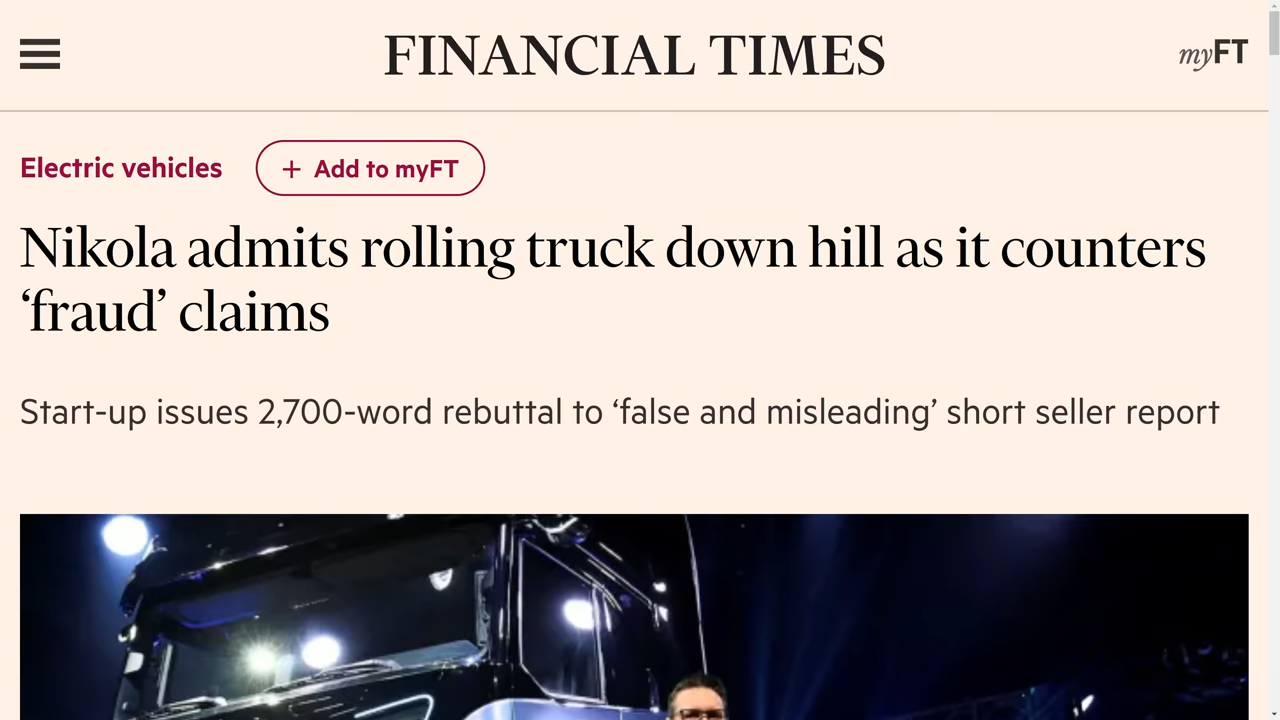 FINANCIAL TIMES
myFT
Electric vehicles
+ Add to myFT
Nikola admits rolling truck down hill as it counters
‘fraud’ claims
Start-up issues 2,700-word rebuttal to ‘false and misleading’ short seller report